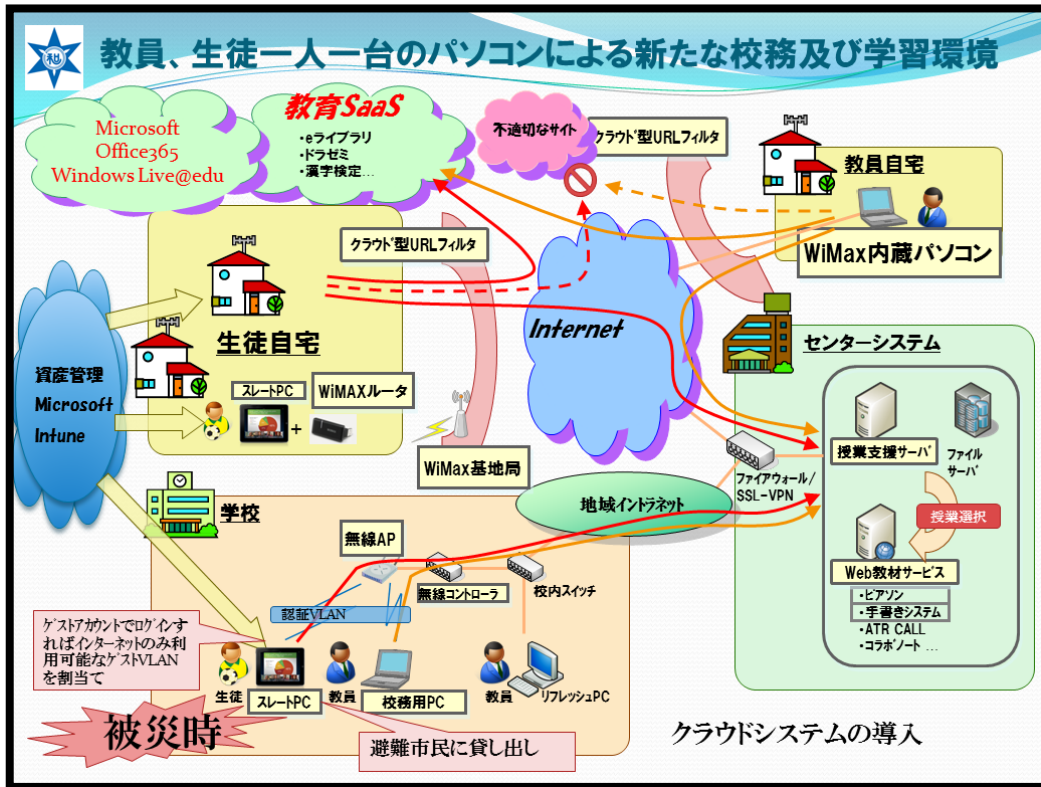 教員、生徒一人一台のパソコンによる新たな校務及び学習環境
Microsoft
Office365
Windows Live@edu
教育SaaS
・eライブラリ
・ドラゼミ
・漢字検定…
不適切なサイト
クラウド型URLフィルタ
教員自宅
WiMax内蔵パソコン
クラウド型URLフィルタ
生徒自宅
スレートPC
+
WiMAXルータ
資産管理
Microsoft
Intune
Internet
WiMax基地局
センターシステム
授業支援サーバ
ファイル
サーバ
授業選択
Web教材サービス
・ピアソン
・手書きシステム
・ATR CALL
・コラボノート …
ファイアウォール/
SSL-VPN
地域イントラネット
学校
無線AP
無線コントローラ
校内スイッチ
認証VLAN
ゲストアカウントでログインす
ればインターネットのみ利
用可能なゲストVLAN
を割当て
生徒
スレートPC
教員
校務用PC
教員
リフレッシュPC
被災時
避難市民に貸し出し
クラウドシステムの導入